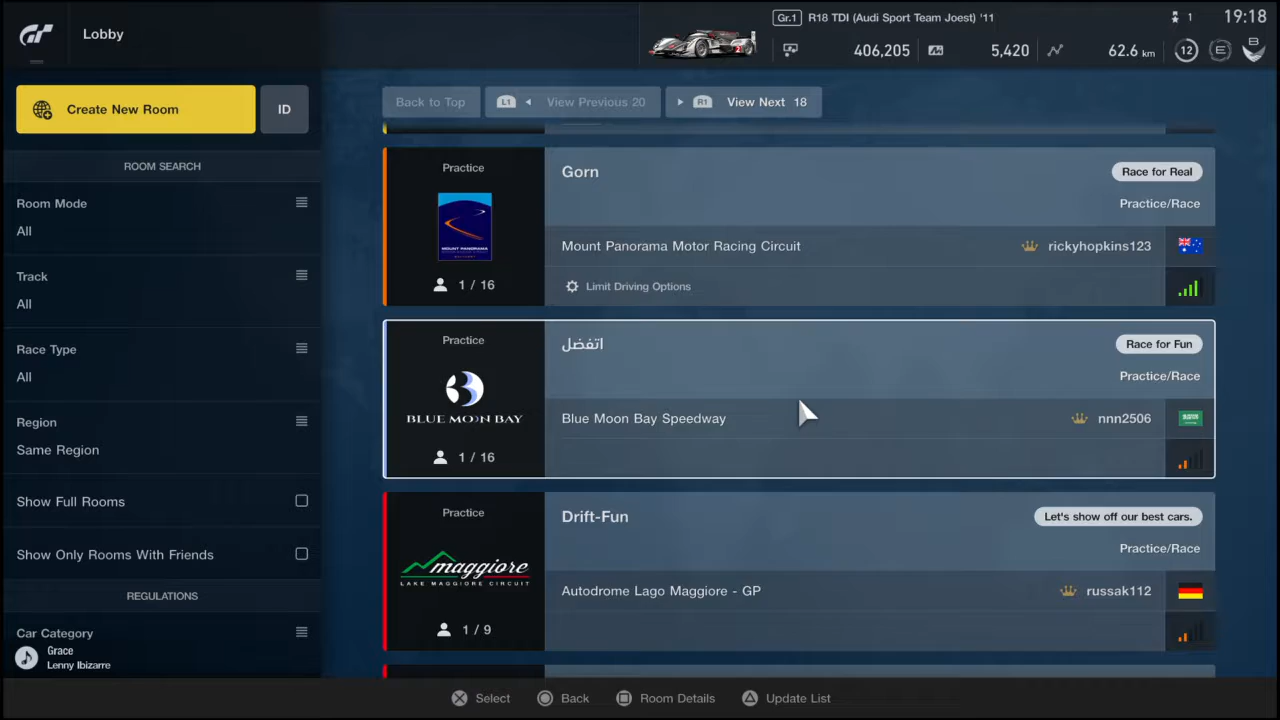 Lobby
Gr.1 R18 TDI (Audi Sport Team Joest) '11
1
19:18
406,205
5,420
62.6 km
12
E
B
Create New Room
ID
Back to Top
L1 View Previous 20
R1 View Next 18
ROOM SEARCH
Room Mode
All
Track
All
Race Type
All
Region
Same Region
Show Full Rooms
Show Only Rooms With Friends
REGULATIONS
Car Category
Grace
Lenny Ibizarre
Practice
MOUNT PANORAMA
1 / 16
Gorn
Race for Real
Practice/Race
Mount Panorama Motor Racing Circuit
rickyhopkins123
Limit Driving Options
Practice
BLUE MOON BAY
1 / 16
اتفضل
Race for Fun
Practice/Race
Blue Moon Bay Speedway
nnn2506
Practice
maggiore
LAKE MAGGIORE CIRCUIT
1 / 9
Drift-Fun
Let's show off our best cars.
Practice/Race
Autodrome Lago Maggiore - GP
russak112
Select
Back
Room Details
Update List